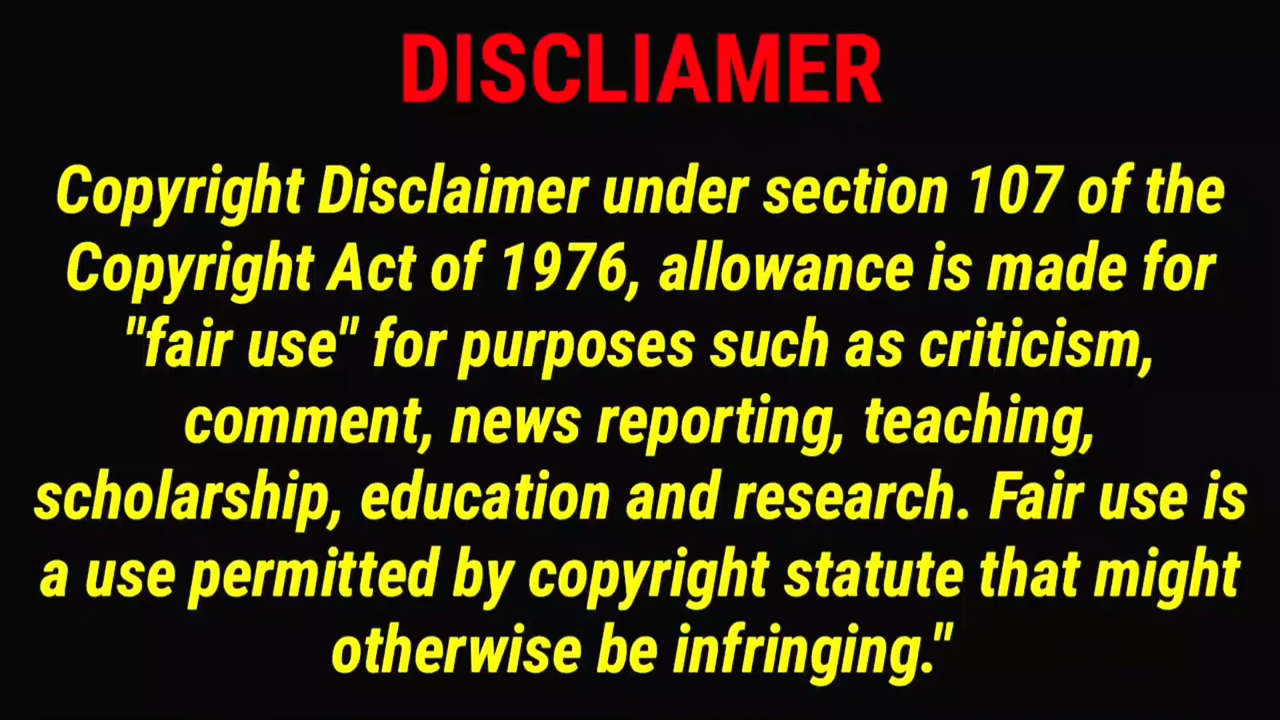 DISCLIAMER
Copyright Disclaimer under section 107 of the
Copyright Act of 1976, allowance is made for
"fair use" for purposes such as criticism,
comment, news reporting, teaching,
scholarship, education and research. Fair use is
a use permitted by copyright statute that might
otherwise be infringing."